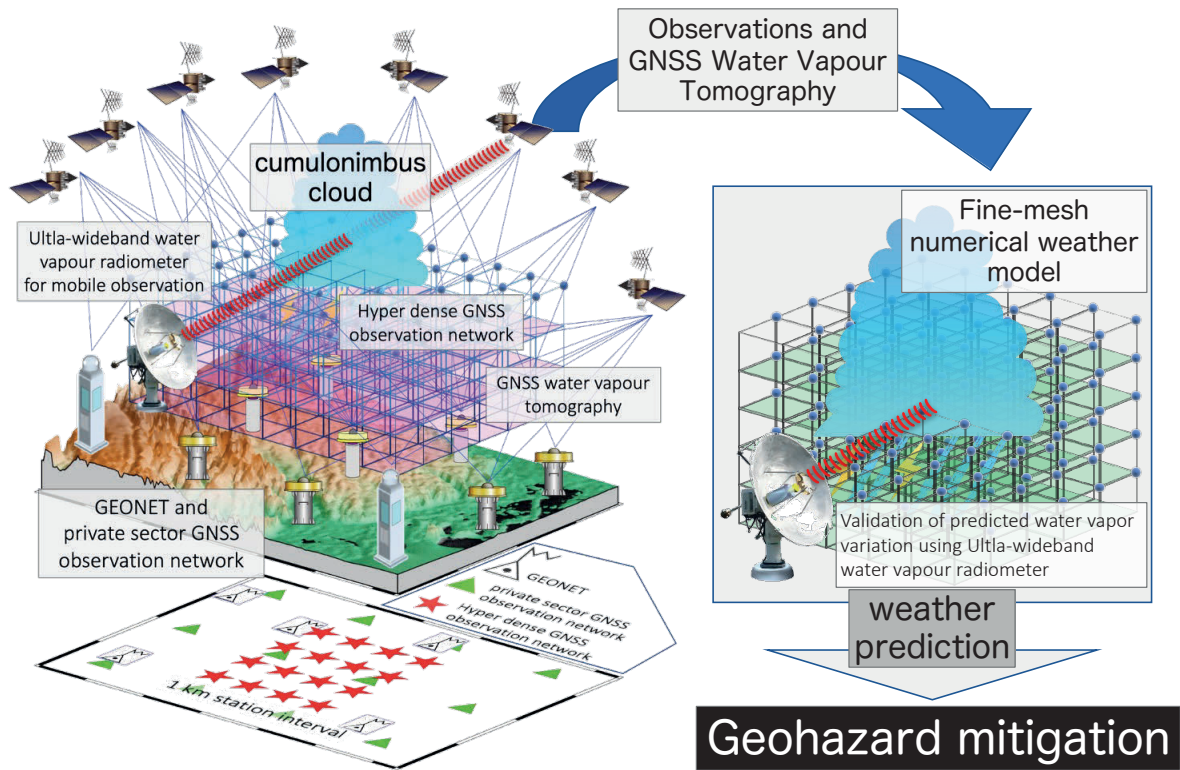 Observations and
GNSS Water Vapour
Tomography
cumulonimbus
cloud
Ultla-wideband water
vapour radiometer
for mobile observation
Hyper dense GNSS
observation network
GNSS water vapour
tomography
GEONET and
private sector GNSS
observation network
GEONET
private sector GNSS
observation network
Hyper dense GNSS
observation network
1 km station interval
Fine-mesh
numerical weather
model
Validation of predicted water vapor
variation using Ultla-wideband
water vapour radiometer
weather
prediction
Geohazard mitigation